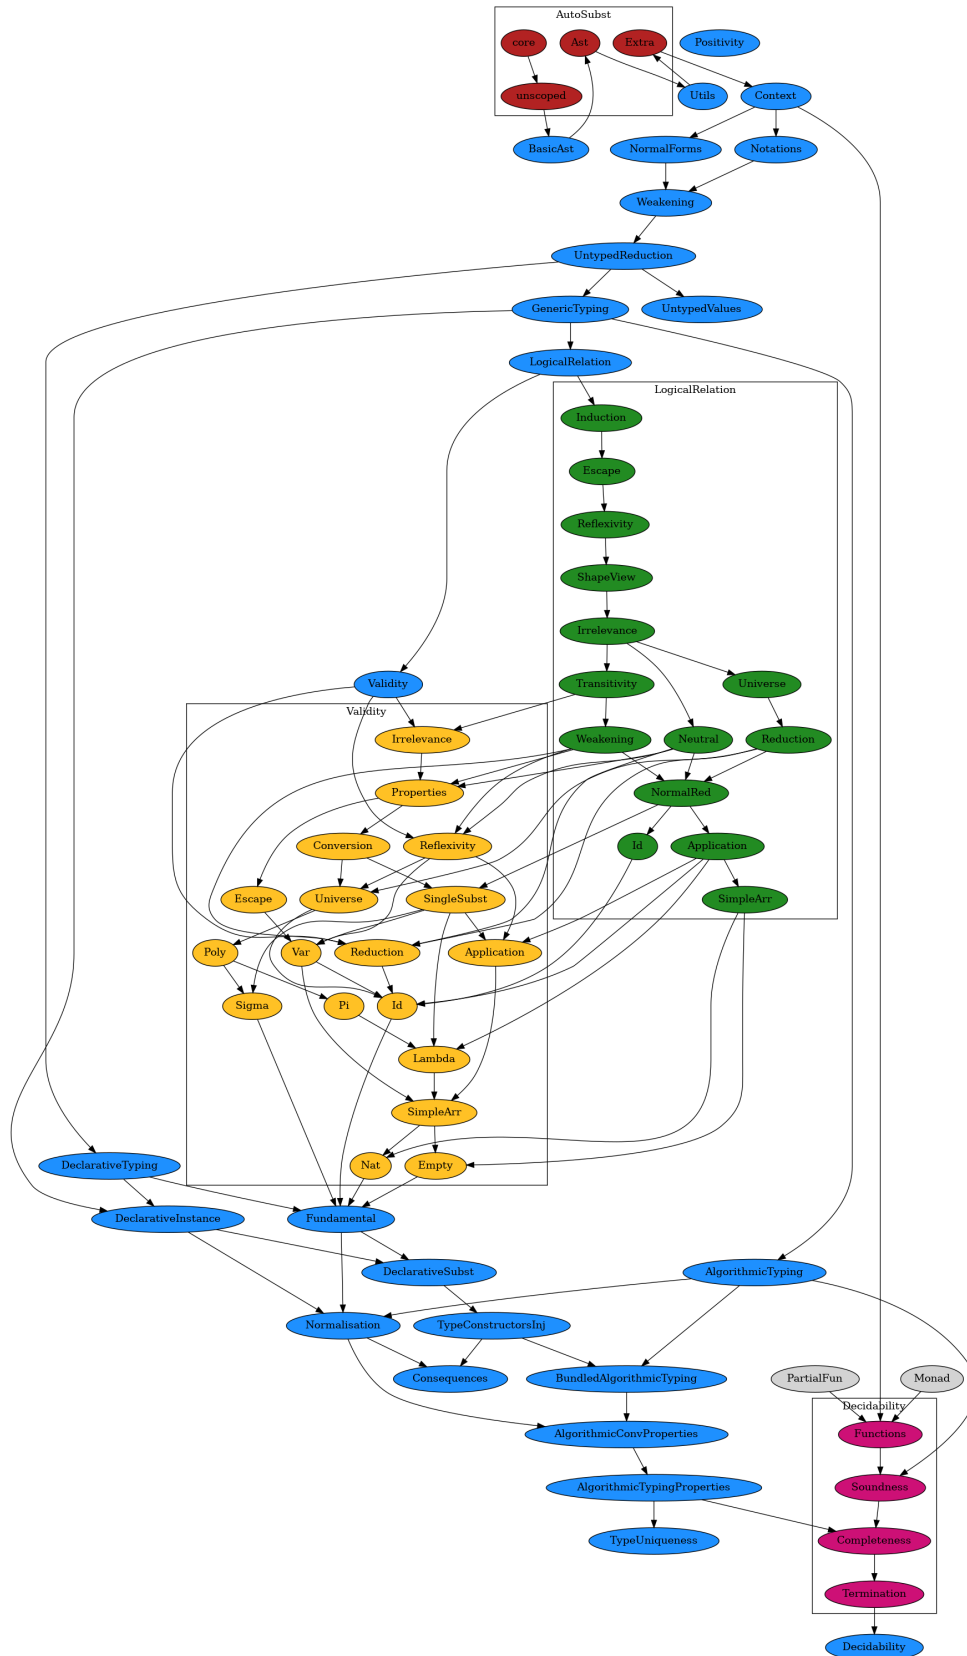 AutoSubst
core
Ast
Extra
Positivity
unscoped
Utils
Context
BasicAst
NormalForms
Notations
Weakening
UntypedReduction
GenericTyping
UntypedValues
LogicalRelation
LogicalRelation
Induction
Escape
Reflexivity
ShapeView
Irrelevance
Validity
Transitivity
Universe
Validity
Irrelevance
Weakening
Neutral
Reduction
Properties
NormalRed
Conversion
Reflexivity
Id
Application
Escape
Universe
SingleSubst
SimpleArr
Poly
Var
Reduction
Application
Sigma
Pi
Id
Lambda
SimpleArr
DeclarativeTyping
Nat
Empty
DeclarativeInstance
Fundamental
DeclarativeSubst
AlgorithmicTyping
Normalisation
TypeConstructorsInj
Consequences
BundledAlgorithmicTyping
PartialFun
Monad
Decidability
AlgorithmicConvProperties
Functions
AlgorithmicTypingProperties
Soundness
TypeUniqueness
Completeness
Termination
Decidability